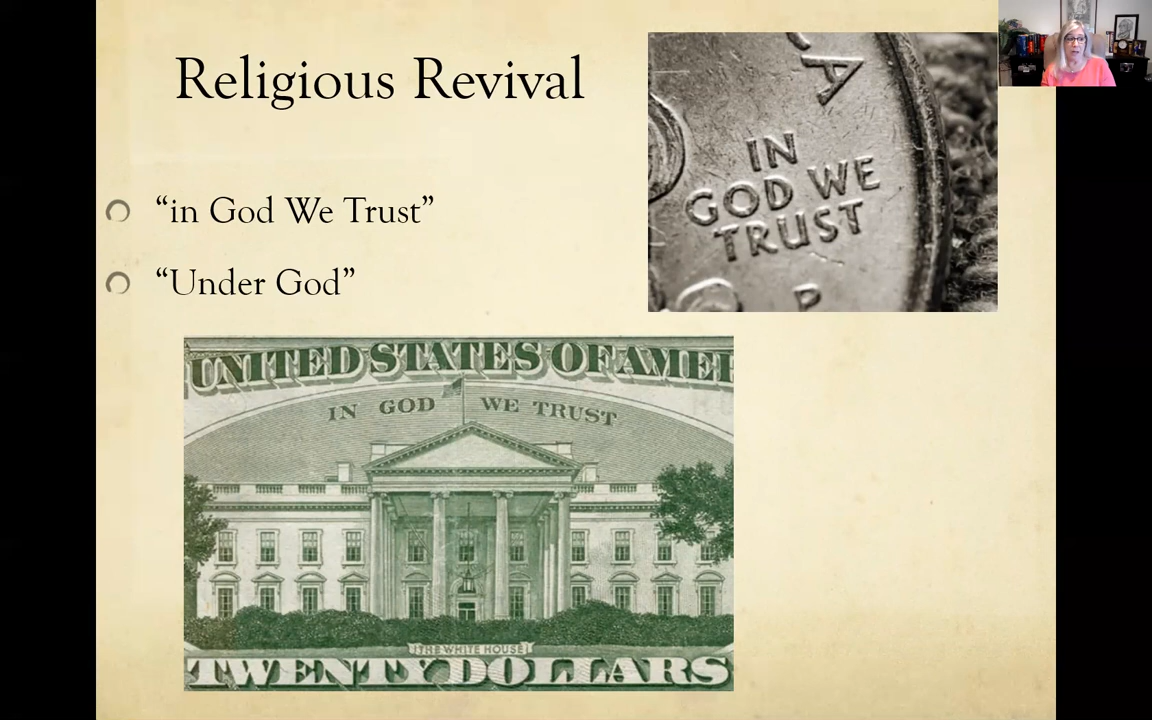 Religious Revival
“in God We Trust”
“Under God”
A
IN
GOD WE
TRUST
P
UNITED STATES OF AMER
IN GOD WE TRUST
THE WHITE HOUSE
TWENTY DOLLARS